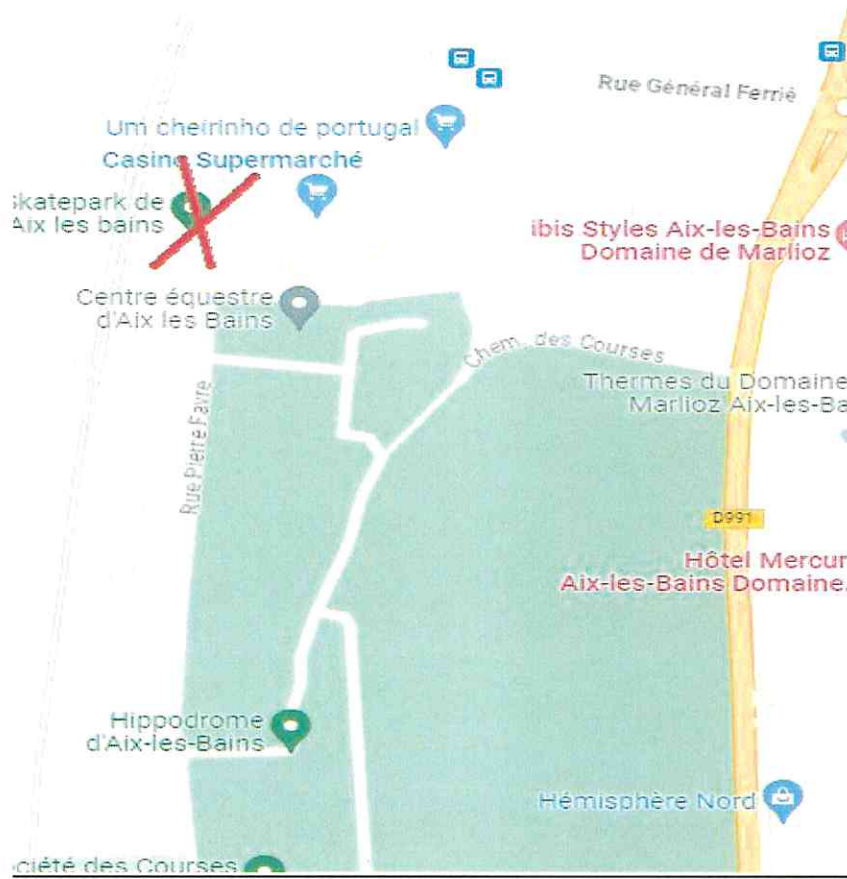 Rue Général Ferrié
Um cheirinho de portugal
Casino Supermarché
skatepark de
Aix les bains
ibis Styles Aix-les-Bains
Domaine de Marlioz
Centre équestre
d'Aix les Bains
Chem. des Courses
Thermes du Domaine
Marlioz Aix-les-Ba
Rue Pierre Favre
D991
Hôtel Mercur
Aix-les-Bains Domaine.
Hippodrome
d'Aix-les-Bains
Hémisphère Nord
ociété des Courses